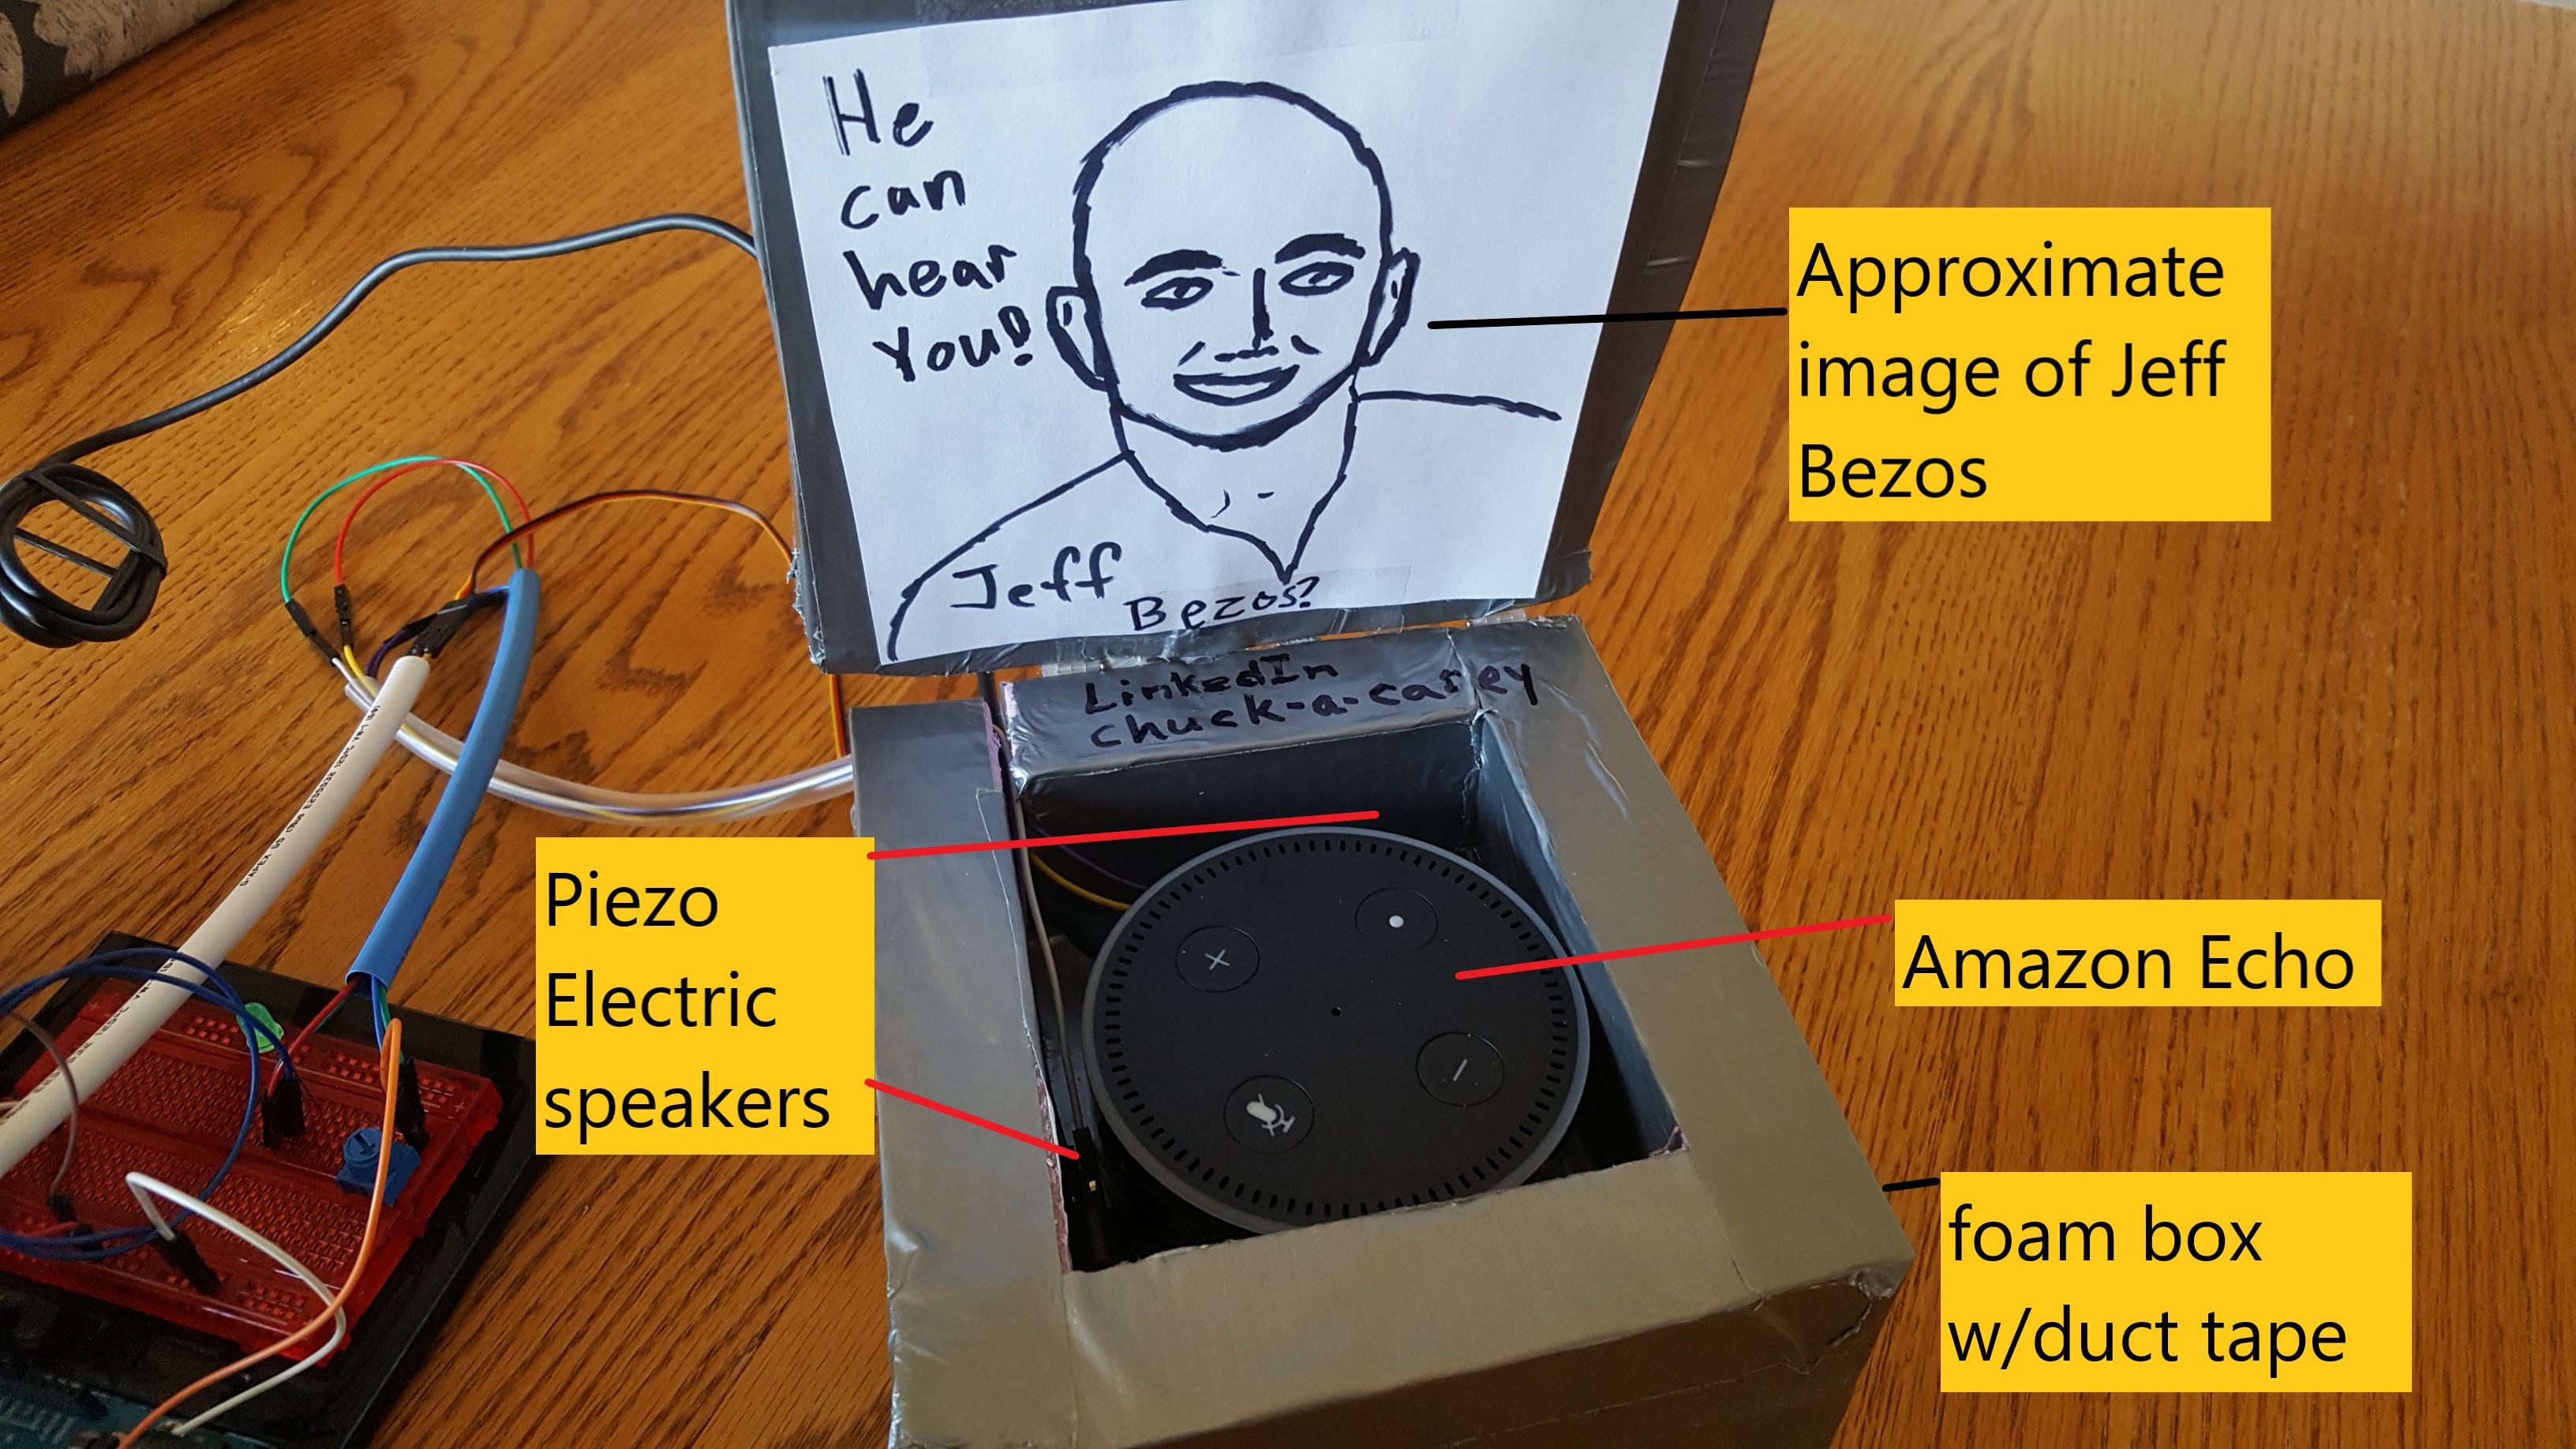 He
can
hear
You!
Jeff
Bezos?
LinkedIn
chuck-a-casey
Approximate
image of Jeff
Bezos
Piezo
Electric
speakers
Amazon Echo
foam box
w/duct tape